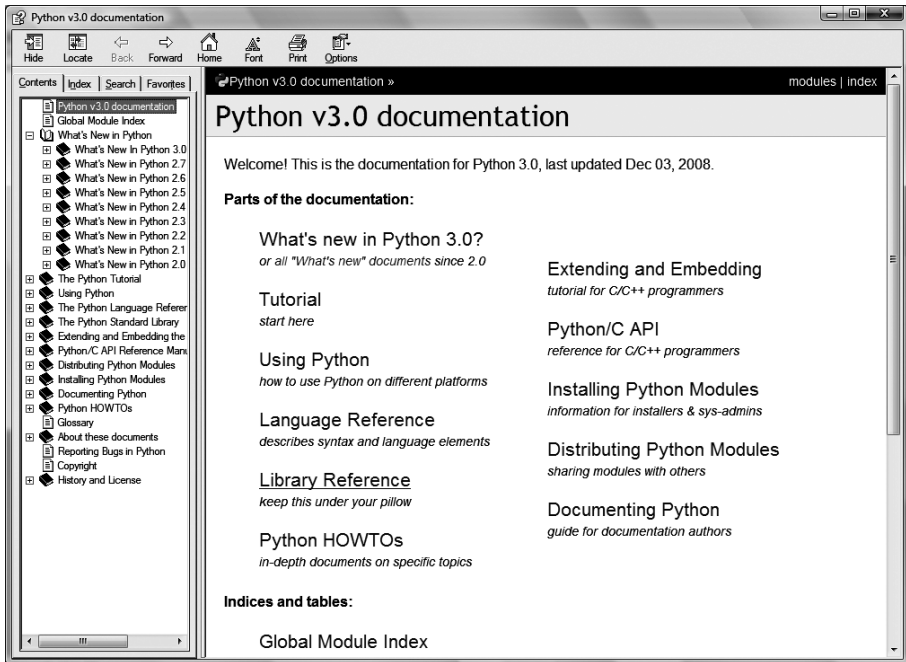 Python v3.0 documentation
Hide Locate Back Forward Home Font Print Options
Contents Index Search Favorites
Python v3.0 documentation
Global Module Index
What's New in Python
What's New In Python 3.0
What's New in Python 2.7
What's New in Python 2.6
What's New in Python 2.5
What's New in Python 2.4
What's New in Python 2.3
What's New in Python 2.2
What's New in Python 2.1
What's New in Python 2.0
The Python Tutorial
Using Python
The Python Language Referer
The Python Standard Library
Extending and Embedding the
Python/C API Reference Manu
Distributing Python Modules
Installing Python Modules
Documenting Python
Python HOWTOs
Glossary
About these documents
Reporting Bugs in Python
Copyright
History and License
Python v3.0 documentation »
modules | index
Python v3.0 documentation
Welcome! This is the documentation for Python 3.0, last updated Dec 03, 2008.
Parts of the documentation:
What's new in Python 3.0?
or all "What's new" documents since 2.0
Tutorial
start here
Using Python
how to use Python on different platforms
Language Reference
describes syntax and language elements
Library Reference
keep this under your pillow
Python HOWTOs
in-depth documents on specific topics
Extending and Embedding
tutorial for C/C++ programmers
Python/C API
reference for C/C++ programmers
Installing Python Modules
information for installers & sys-admins
Distributing Python Modules
sharing modules with others
Documenting Python
guide for documentation authors
Indices and tables:
Global Module Index